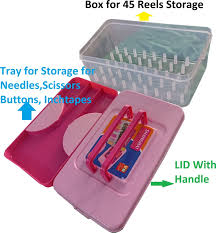 Box for 45 Reels Storage
Tray for Storage for
Needles,Scissors
Buttons, Inchtapes
LID With
Handle